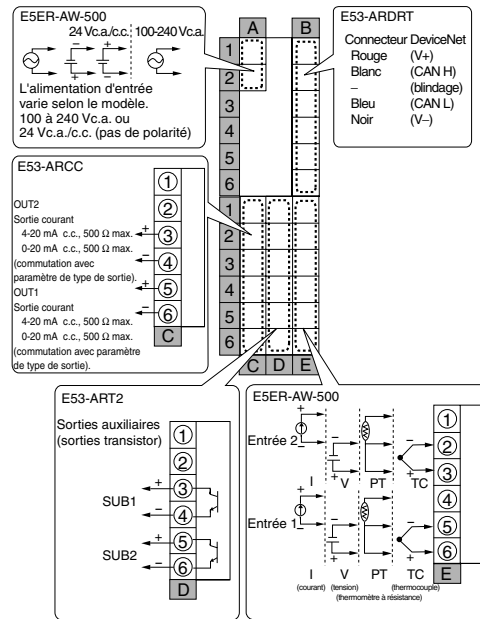 E5ER-AW-500
24 Vc.a./c.c. 100-240 Vc.a.
L'alimentation d'entrée
varie selon le modèle.
100 à 240 Vc.a. ou
24 Vc.a./c.c. (pas de polarité)
A
B
1
2
3
4
5
6
1
2
3
4
5
6
C D E
E53-ARDRT
Connecteur DeviceNet
Rouge (V+)
Blanc (CAN H)
– (blindage)
Bleu (CAN L)
Noir (V–)
E53-ARCC
OUT2
Sortie courant
4-20 mA c.c., 500 Ω max.
0-20 mA c.c., 500 Ω max.
(commutation avec
paramètre de type de sortie).
OUT1
Sortie courant
4-20 mA c.c., 500 Ω max.
0-20 mA c.c., 500 Ω max.
(commutation avec paramètre
de type de sortie).
1
2
+ 3
– 4
+ 5
– 6
C
E53-ART2
Sorties auxiliaires
(sorties transistor)
SUB1
SUB2
1
2
+ 3
– 4
+ 5
– 6
D
E5ER-AW-500
Entrée 2
+ – – + – +
I V PT TC
Entrée 1
+ – – + – +
I V PT TC
(courant) (tension) (thermocouple)
(thermomètre à résistance)
1
2
3
4
5
6
E